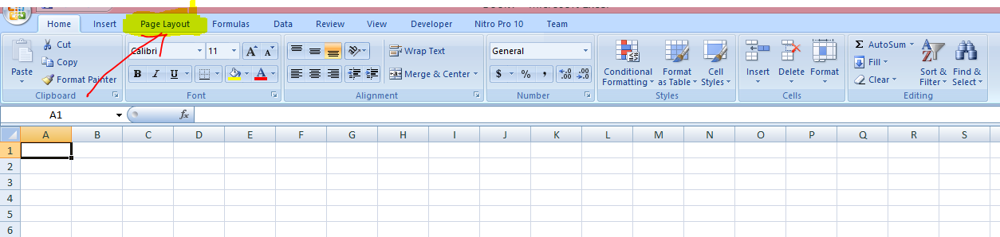 Home Insert Page Layout Formulas Data Review View Developer Nitro Pro 10 Team
Cut
Copy
Format Painter
Paste
Clipboard
Calibri 11 A A
B I U A
Font
Wrap Text
Merge & Center
Alignment
General
$ % , .0 .00 .00 .0
Number
Conditional Formatting
Format as Table
Cell Styles
Styles
Insert Delete Format
Cells
Σ AutoSum
Fill
Clear
Sort & Filter
Find & Select
Editing
A1 fx
A B C D E F G H I J K L M N O P Q R S
1
2
3
4
5
6